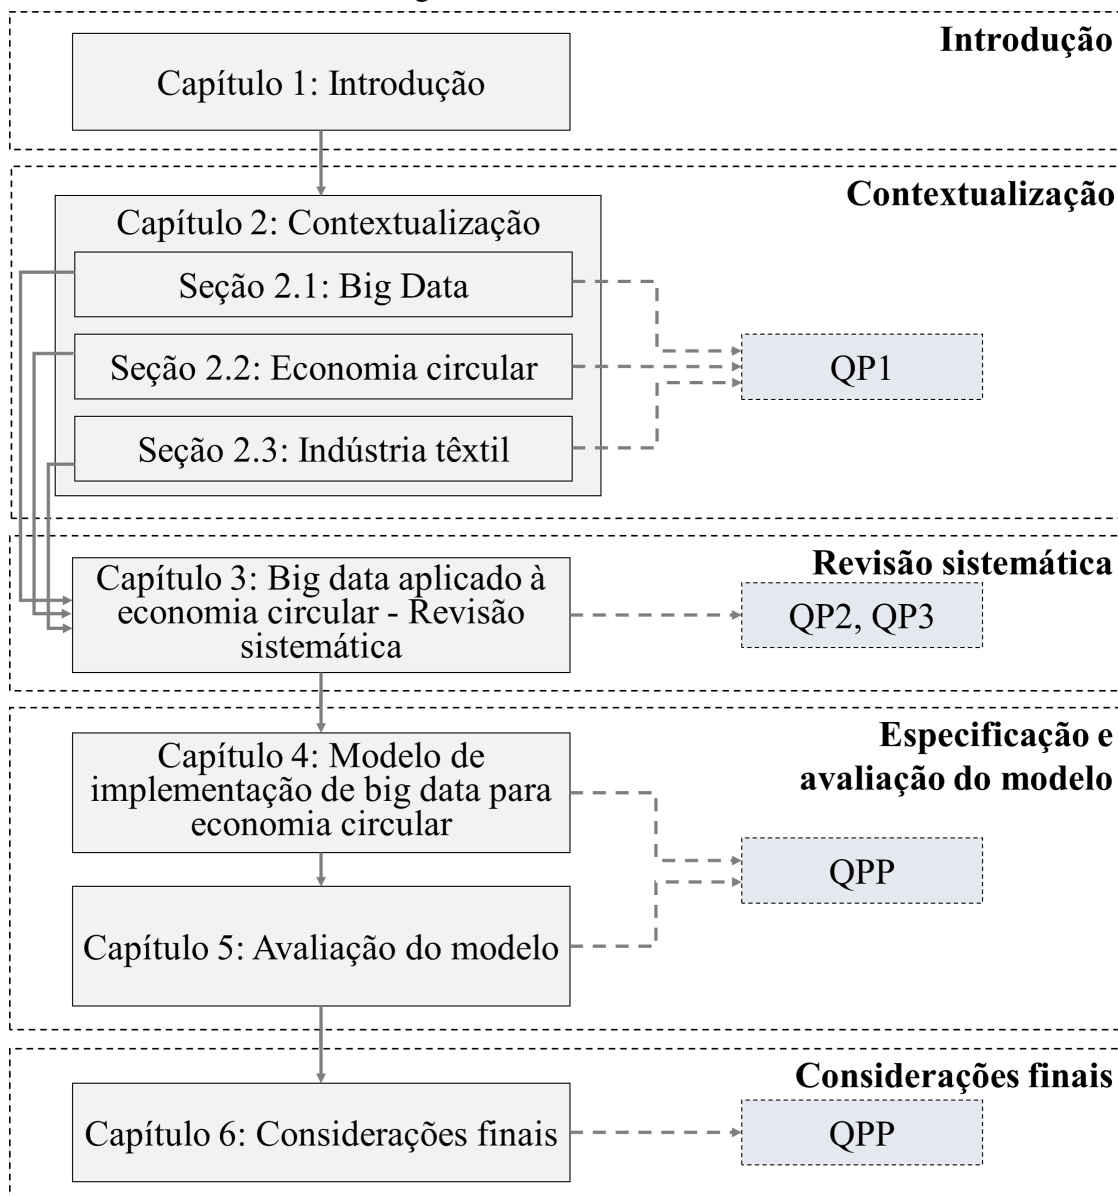 Introdução
Capítulo 1: Introdução
Contextualização
Capítulo 2: Contextualização
Seção 2.1: Big Data
Seção 2.2: Economia circular
QP1
Seção 2.3: Indústria têxtil
Revisão sistemática
Capítulo 3: Big data aplicado à
economia circular - Revisão
sistemática
QP2, QP3
Especificação e
avaliação do modelo
Capítulo 4: Modelo de
implementação de big data para
economia circular
QPP
Capítulo 5: Avaliação do modelo
Considerações finais
Capítulo 6: Considerações finais
QPP